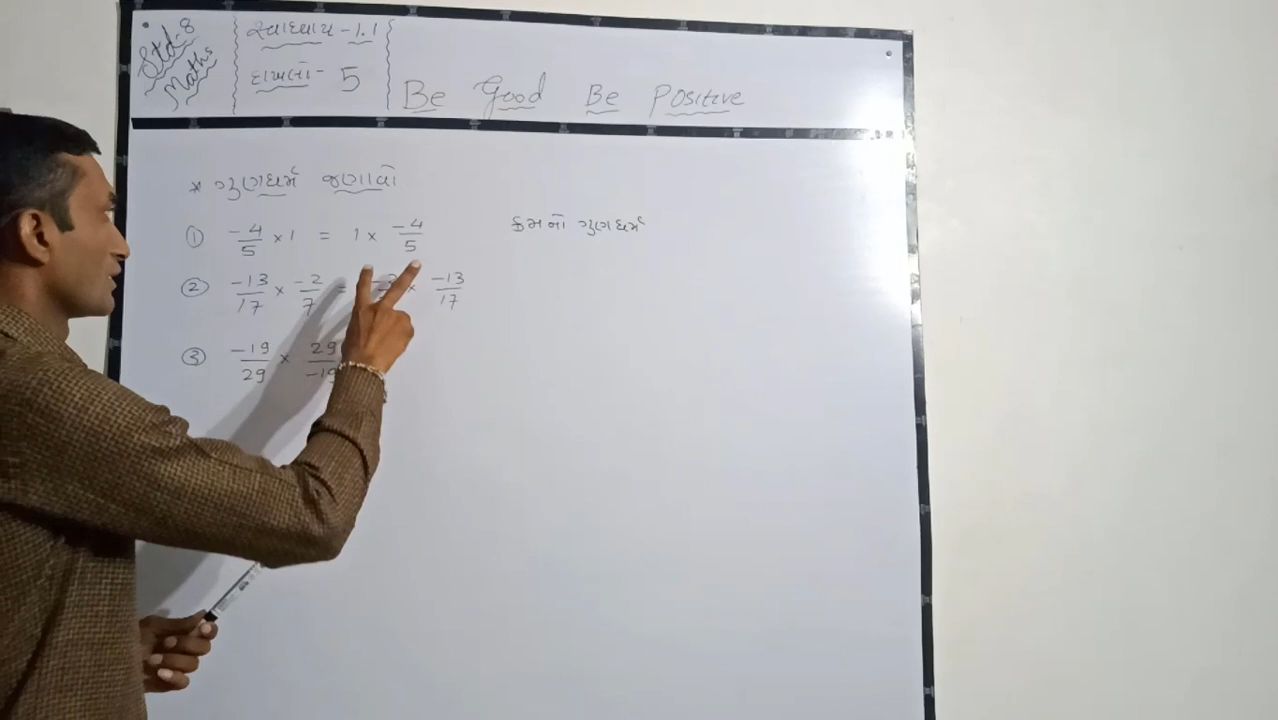 Std-8
Maths
સ્વાધ્યાય - 1.1
દાખલો - 5
Be Good Be Positive
* ગુણધર્મ જણાવો
① -4/5 × 1 = 1 × -4/5
ક્રમનો ગુણધર્મ
② -13/17 × -2/7 = × -13/17
③ -19/29 × 29/-19